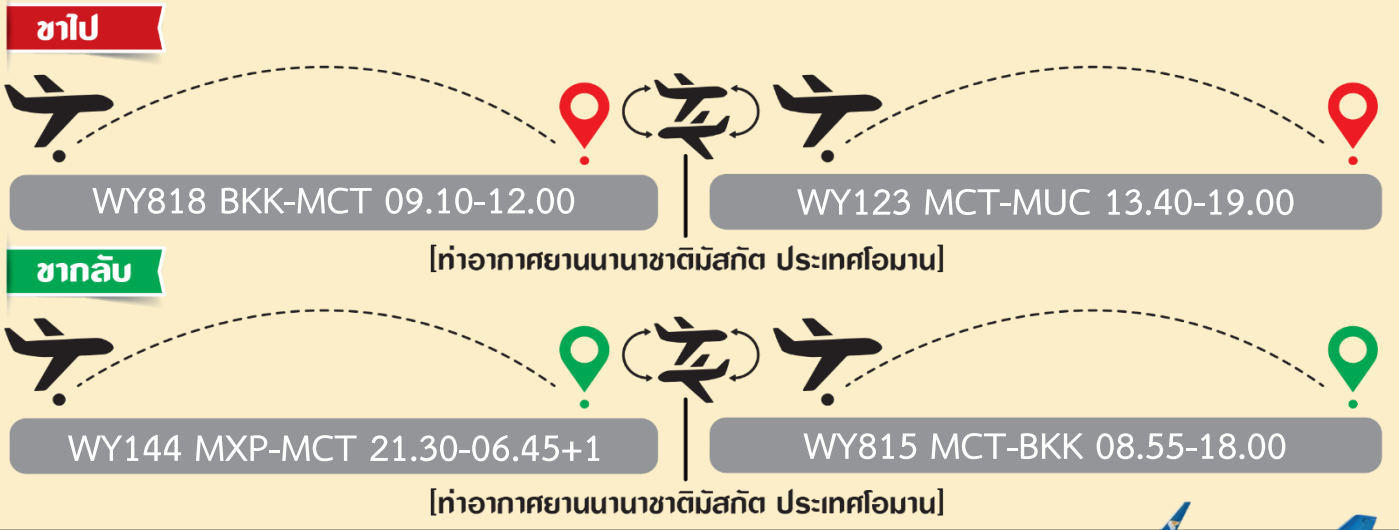 ขาไป
WY818 BKK-MCT 09.10-12.00
WY123 MCT-MUC 13.40-19.00
[ท่าอากาศยานนานาชาติมัสกัต ประเทศโอมาน]
ขากลับ
WY144 MXP-MCT 21.30-06.45+1
WY815 MCT-BKK 08.55-18.00
[ท่าอากาศยานนานาชาติมัสกัต ประเทศโอมาน]